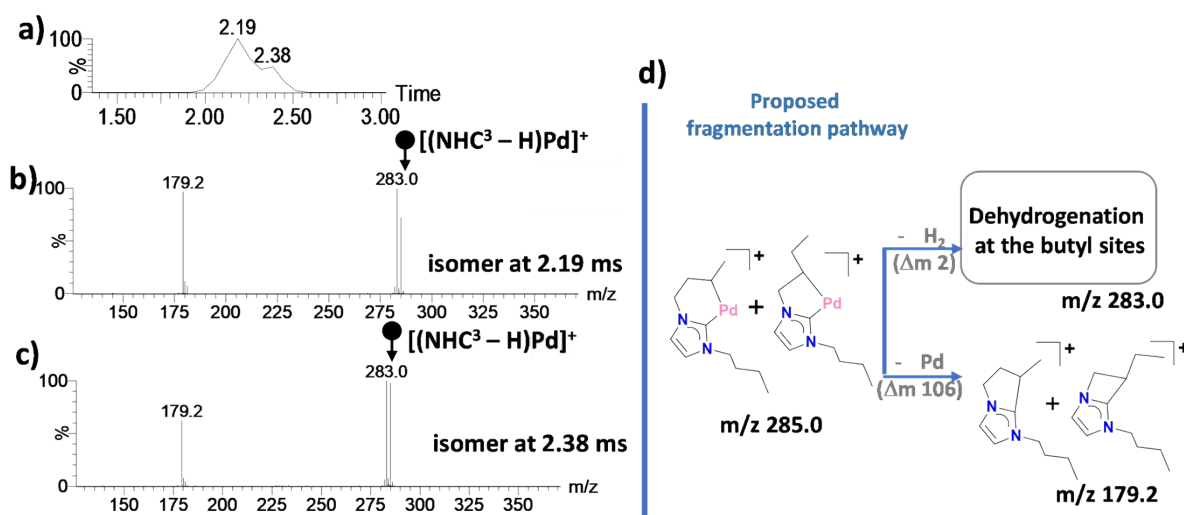 a)
2.19
2.38
100
%
0
1.50
2.00
2.50
3.00
Time
[(NHC³ – H)Pd]⁺
b)
100
%
0
179.2
283.0
isomer at 2.19 ms
150
175
200
225
250
275
300
325
350
m/z
[(NHC³ – H)Pd]⁺
c)
100
%
0
179.2
283.0
isomer at 2.38 ms
150
175
200
225
250
275
300
325
350
m/z
d)
Proposed
fragmentation pathway
Pd
N
N
+
+
Pd
N
N
+
m/z 285.0
- H₂
(Δm 2)
Dehydrogenation
at the butyl sites
m/z 283.0
- Pd
(Δm 106)
N
N
+
+
N
N
+
m/z 179.2